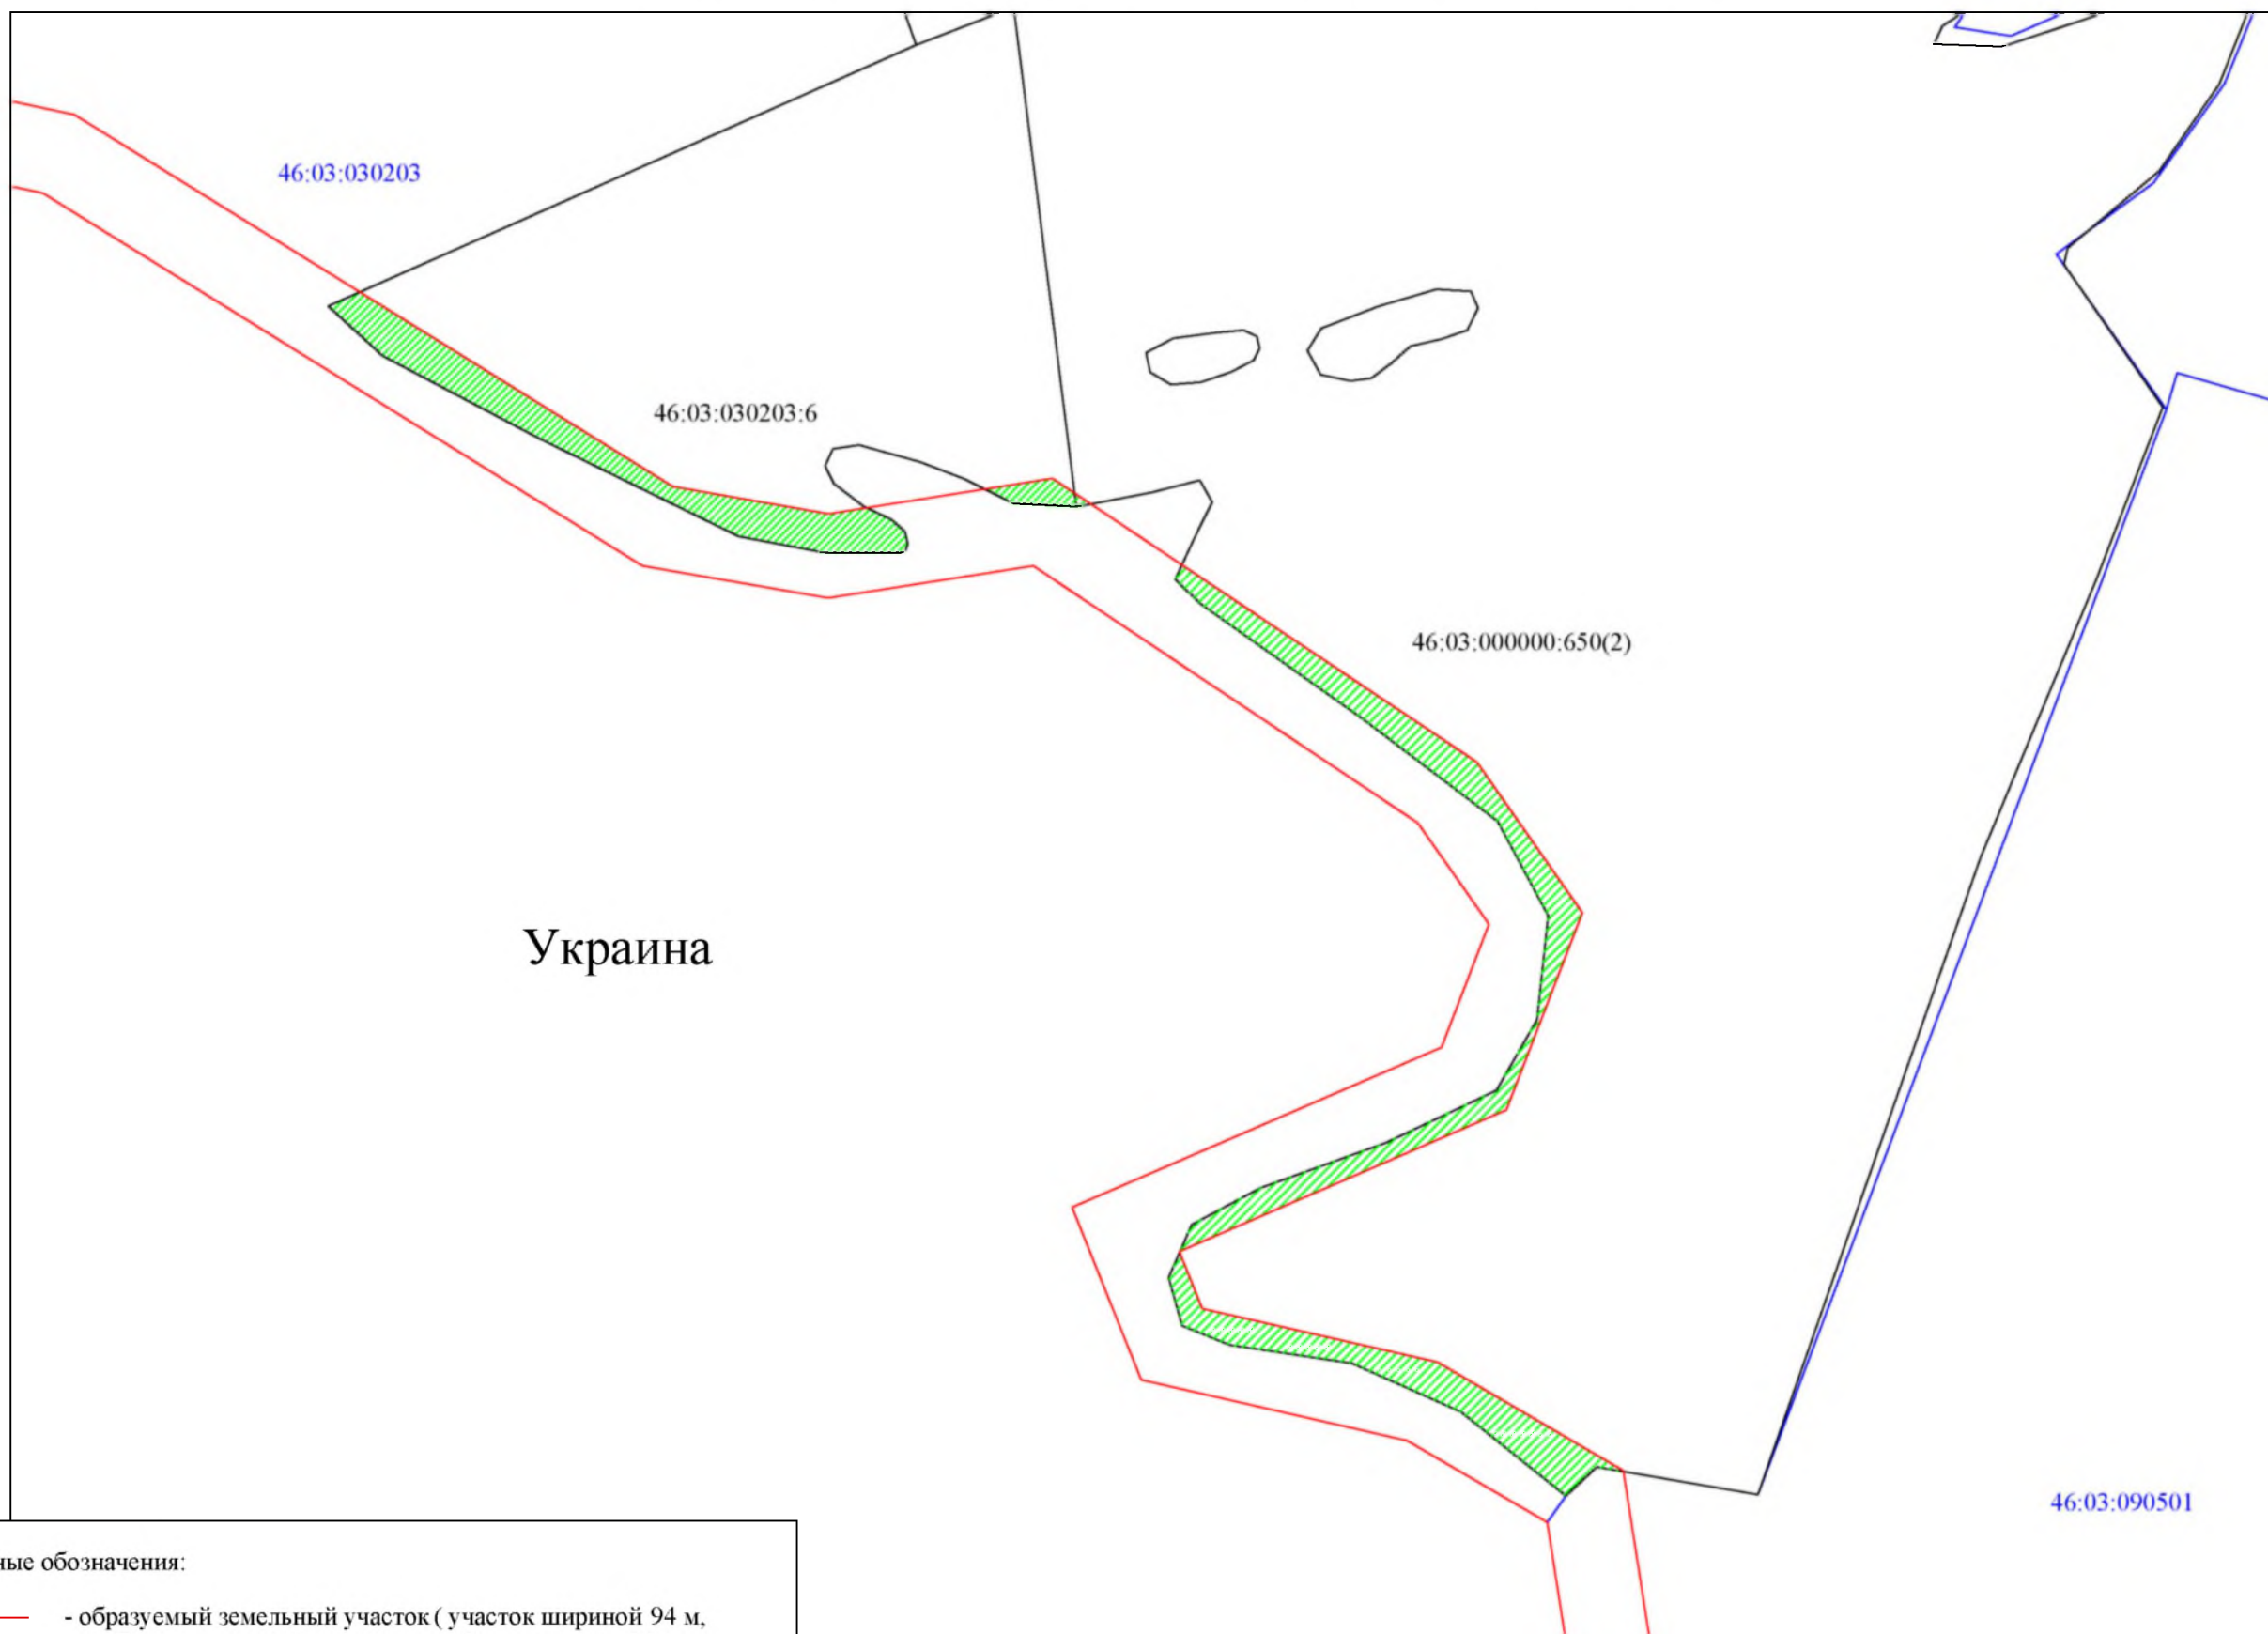 46:03:030203
46:03:030203:6
46:03:000000:650(2)
Украина
46:03:090501
ные обозначения:
- образуемый земельный участок ( участок шириной 94 м,